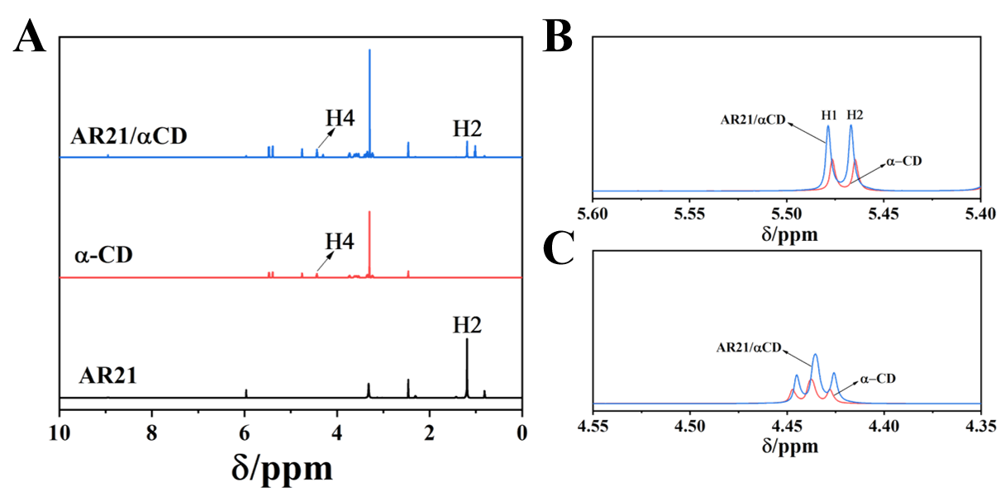 A
H4
AR21/αCD
H2
H4
α-CD
H2
AR21
10 8 6 4 2 0
δ/ppm
B
H1 H2
AR21/αCD
α–CD
5.60 5.55 5.50 5.45 5.40
δ/ppm
C
AR21/αCD
α–CD
4.55 4.50 4.45 4.40 4.35
δ/ppm